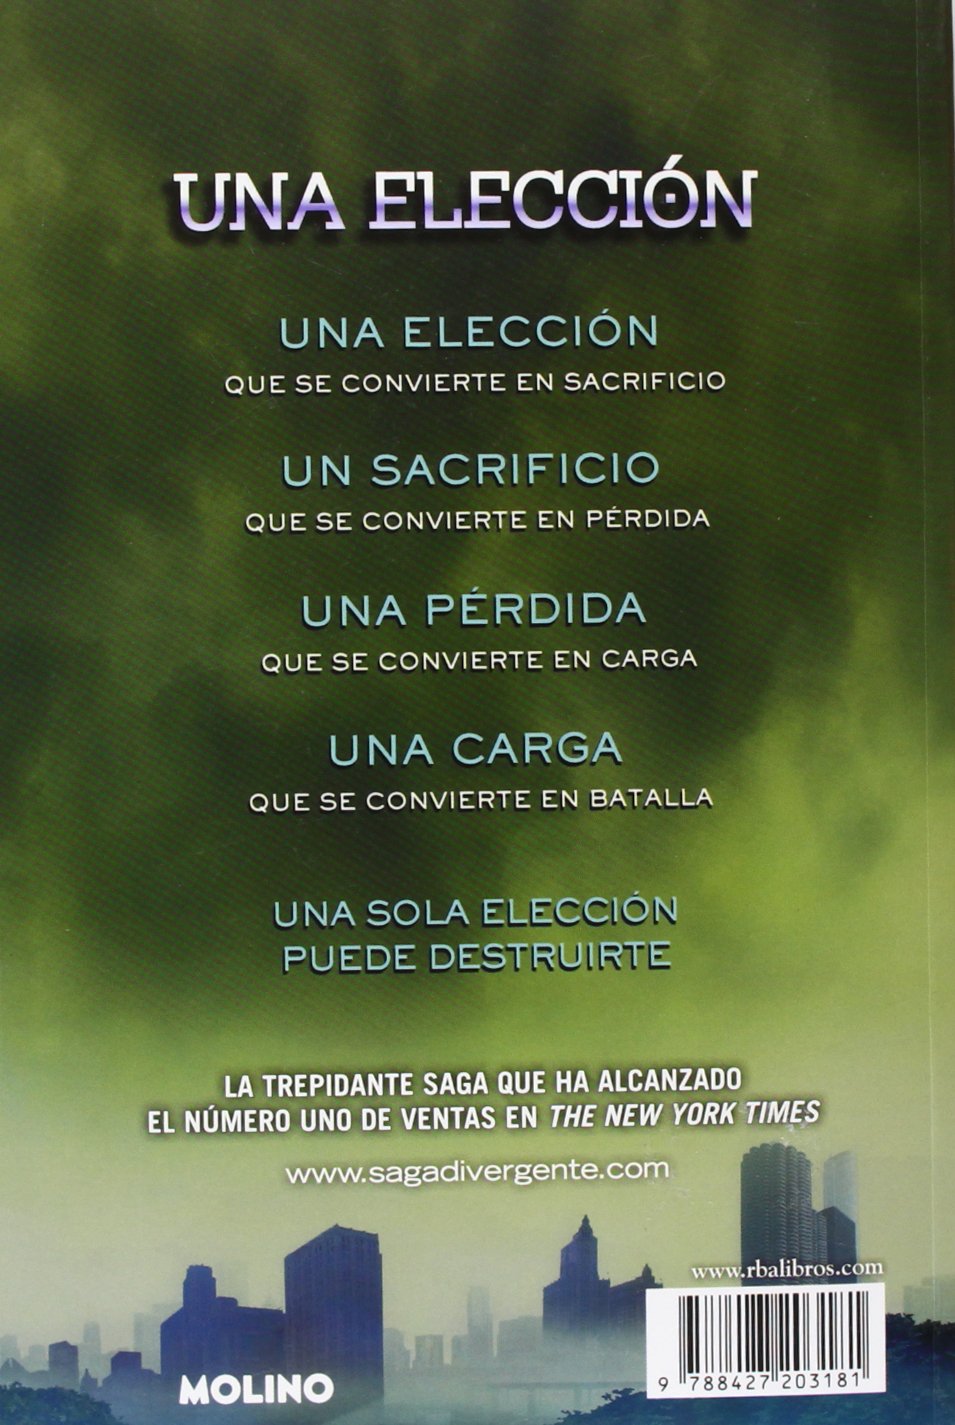 UNA ELECCIÓN
UNA ELECCIÓN
QUE SE CONVIERTE EN SACRIFICIO
UN SACRIFICIO
QUE SE CONVIERTE EN PÉRDIDA
UNA PÉRDIDA
QUE SE CONVIERTE EN CARGA
UNA CARGA
QUE SE CONVIERTE EN BATALLA
UNA SOLA ELECCIÓN
PUEDE DESTRUIRTE
LA TREPIDANTE SAGA QUE HA ALCANZADO
EL NÚMERO UNO DE VENTAS EN THE NEW YORK TIMES
www.sagadivergente.com
www.rbalibros.com
MOLINO
9 788427 203181